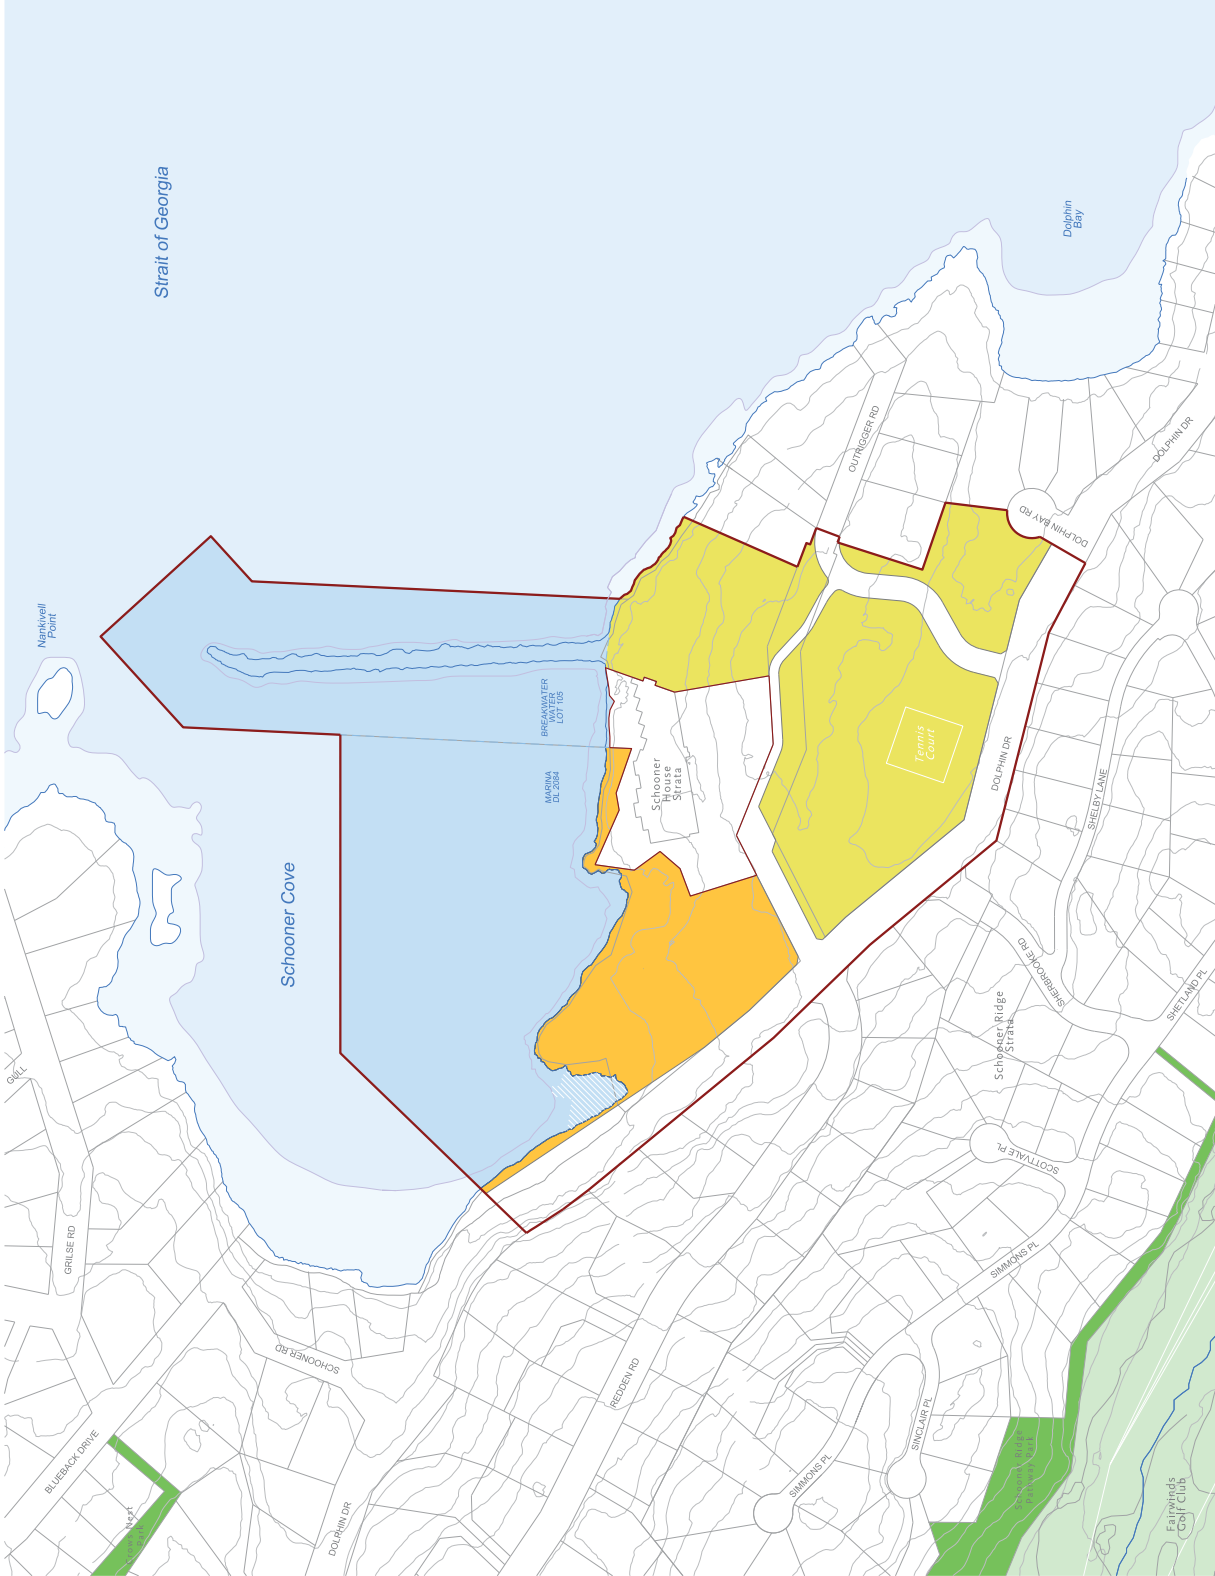 Strait of Georgia
Dolphin
Bay
Nankivell
Point
OUTRIGGER RD
DOLPHIN DR
DOLPHIN BAY RD
BREAKWATER
WATER
LOT 105
MARINA
DL 2084
Schooner
House
Strata
Tennis
Court
DOLPHIN DR
SHELBY LANE
Schooner Cove
SHERBROOKE RD
SHETLAND PL
Schooner Ridge
Strata
GULL
SCOTTVALE PL
GRILSE RD
SIMMONS PL
SCHOONER RD
REDDEN RD
SINCLAIR PL
BLUEBACK DRIVE
SIMMONS PL
Schooner Ridge
Pathway Park
DOLPHIN DR
Crows Nest
Park
Fairwinds
Golf Club